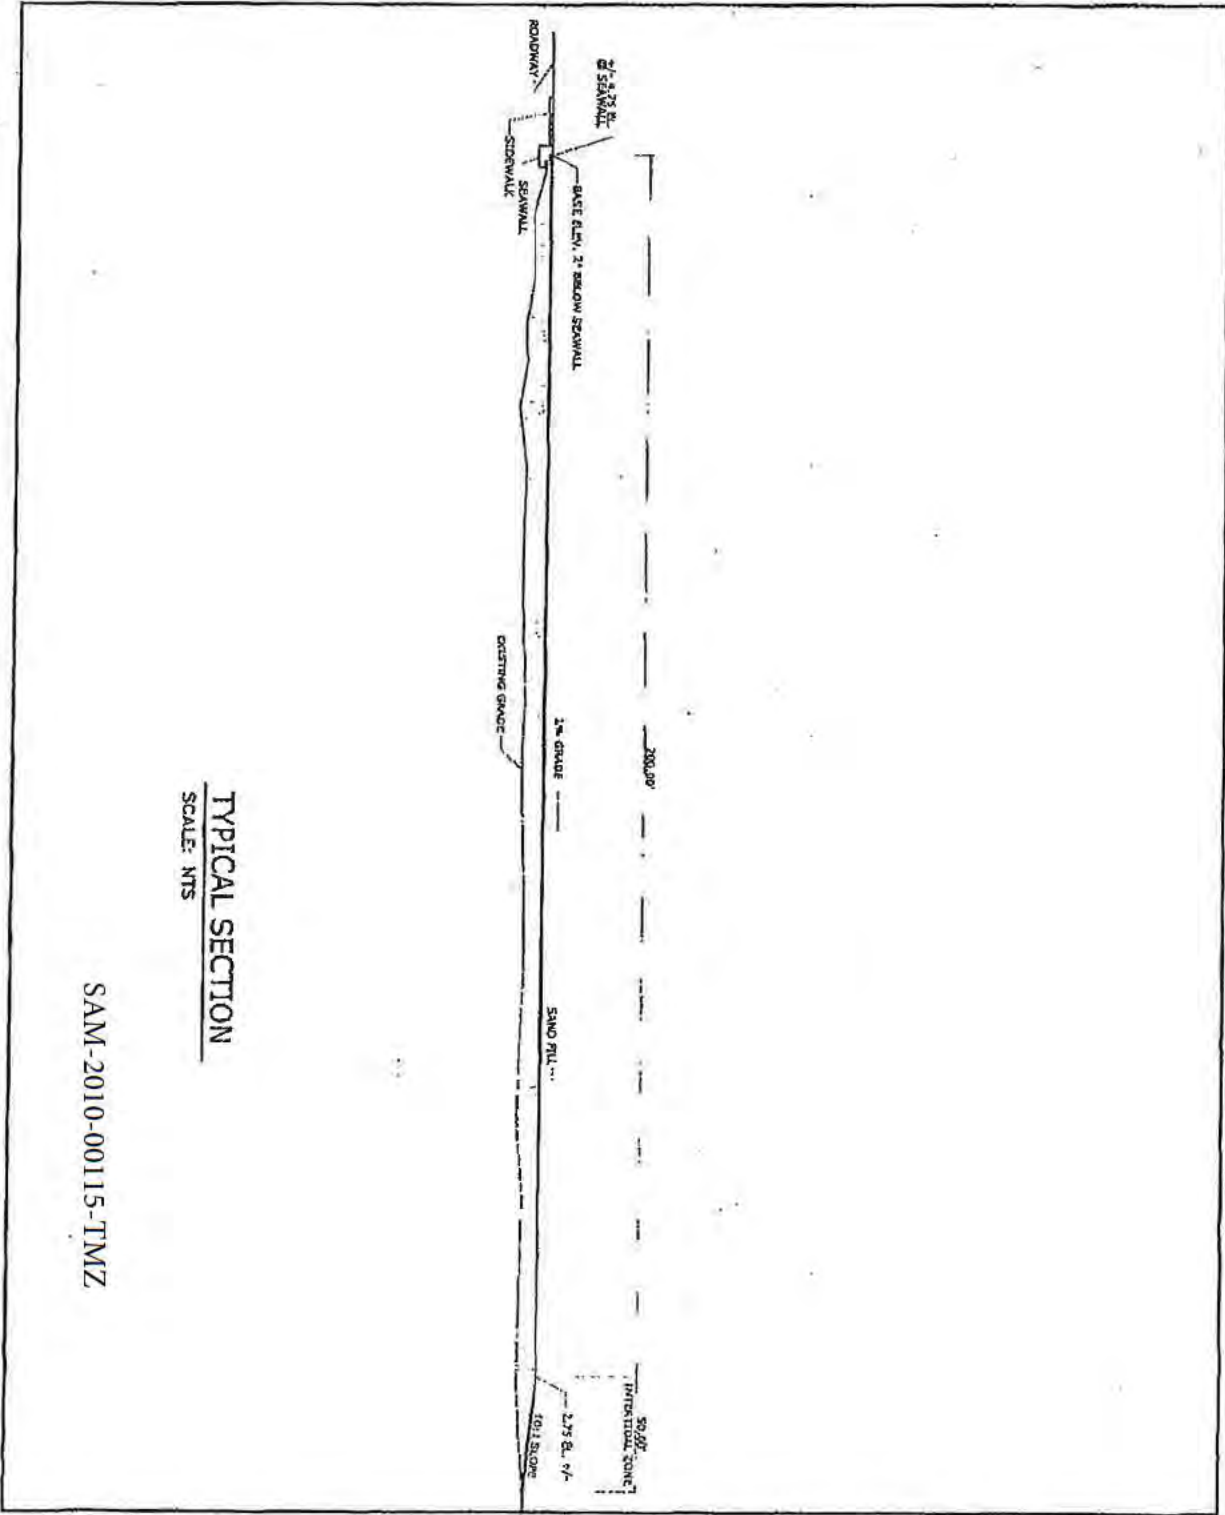 ROADWAY
+/- 4.75 EL.
@ SEAWALL
SIDEWALK
SEAWALL
BASE ELEV. 2" BELOW SEAWALL
200.00'
EXISTING GRADE
1% GRADE
SAND FILL
50.00'
INTERTIDAL ZONE
2.75 EL. +/-
10:1 SLOPE
TYPICAL SECTION
SCALE: NTS
SAM-2010-00115-TMZ